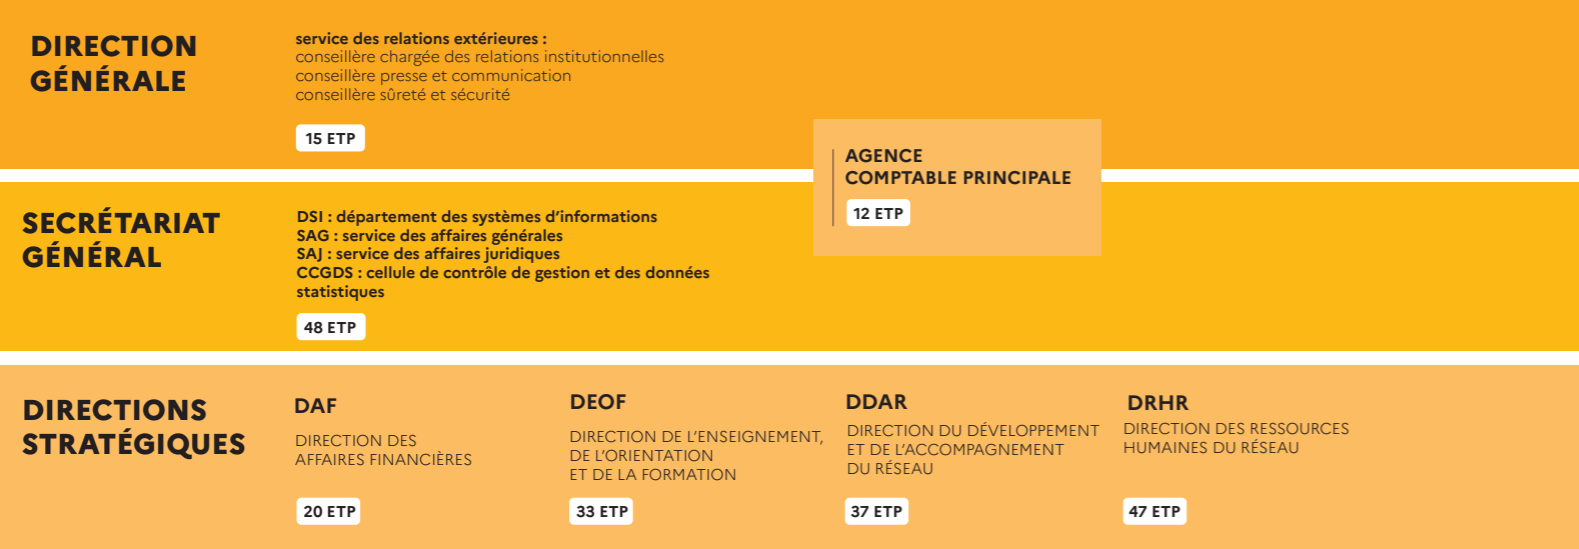 DIRECTION
GÉNÉRALE
service des relations extérieures :
conseillère chargée des relations institutionnelles
conseillère presse et communication
conseillère sûreté et sécurité
15 ETP
AGENCE
COMPTABLE PRINCIPALE
12 ETP
SECRÉTARIAT
GÉNÉRAL
DSI : département des systèmes d’informations
SAG : service des affaires générales
SAJ : service des affaires juridiques
CCGDS : cellule de contrôle de gestion et des données
statistiques
48 ETP
DIRECTIONS
STRATÉGIQUES
DAF
DIRECTION DES
AFFAIRES FINANCIÈRES
20 ETP
DEOF
DIRECTION DE L’ENSEIGNEMENT,
DE L’ORIENTATION
ET DE LA FORMATION
33 ETP
DDAR
DIRECTION DU DÉVELOPPEMENT
ET DE L’ACCOMPAGNEMENT
DU RÉSEAU
37 ETP
DRHR
DIRECTION DES RESSOURCES
HUMAINES DU RÉSEAU
47 ETP